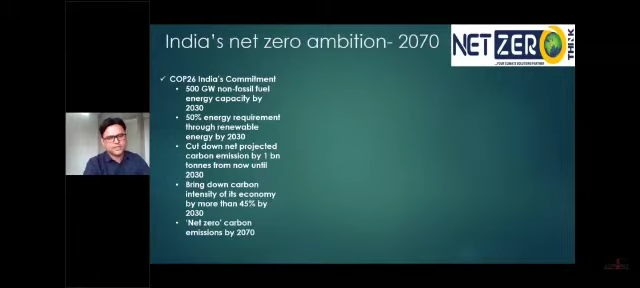 India's net zero ambition- 2070
NET ZERO
THINK
...YOUR CLIMATE SOLUTIONS PARTNER
✓ COP26 India's Commitment
• 500 GW non-fossil fuel
energy capacity by
2030
• 50% energy requirement
through renewable
energy by 2030
• Cut down net projected
carbon emission by 1 bn
tonnes from now until
2030
• Bring down carbon
intensity of its economy
by more than 45% by
2030
• 'Net zero' carbon
emissions by 2070